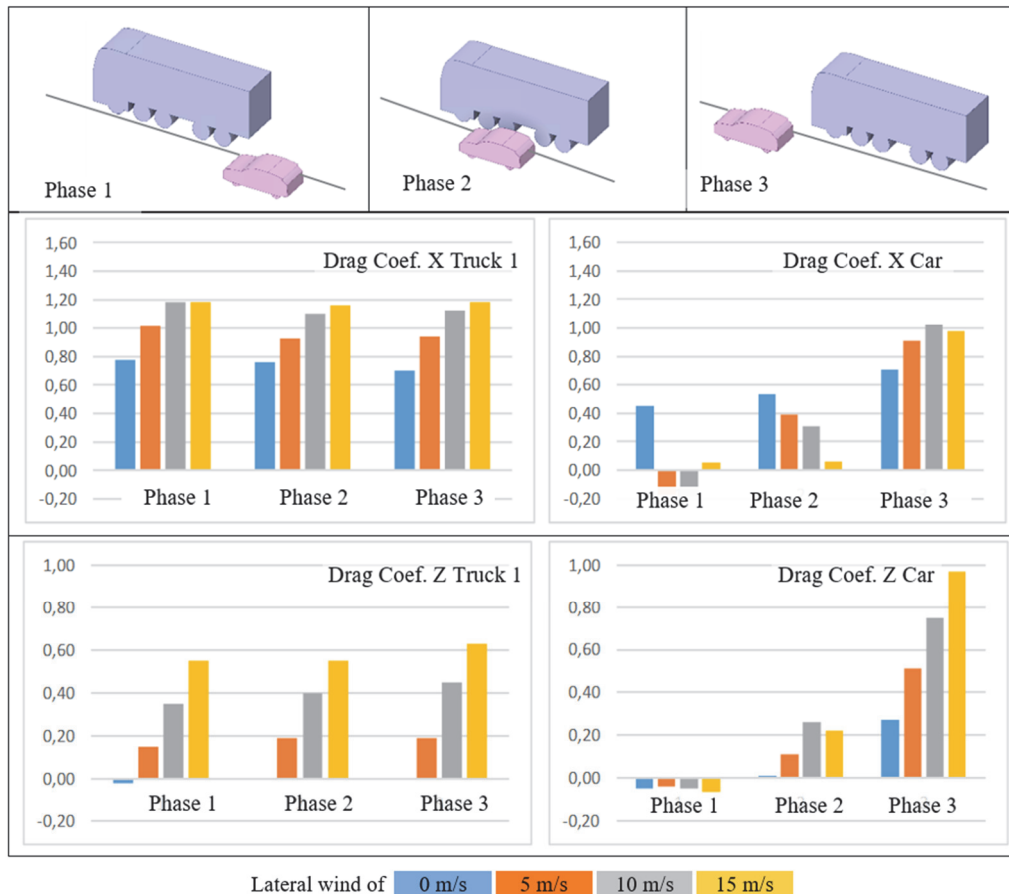 Phase 1
Phase 2
Phase 3
Drag Coef. X Truck 1
1,60
1,40
1,20
1,00
0,80
0,60
0,40
0,20
0,00
-0,20
Phase 1 Phase 2 Phase 3
Drag Coef. X Car
1,60
1,40
1,20
1,00
0,80
0,60
0,40
0,20
0,00
-0,20
Phase 1 Phase 2 Phase 3
Drag Coef. Z Truck 1
1,00
0,80
0,60
0,40
0,20
0,00
-0,20
Phase 1 Phase 2 Phase 3
Drag Coef. Z Car
1,00
0,80
0,60
0,40
0,20
0,00
-0,20
Phase 1 Phase 2 Phase 3
Lateral wind of 0 m/s 5 m/s 10 m/s 15 m/s